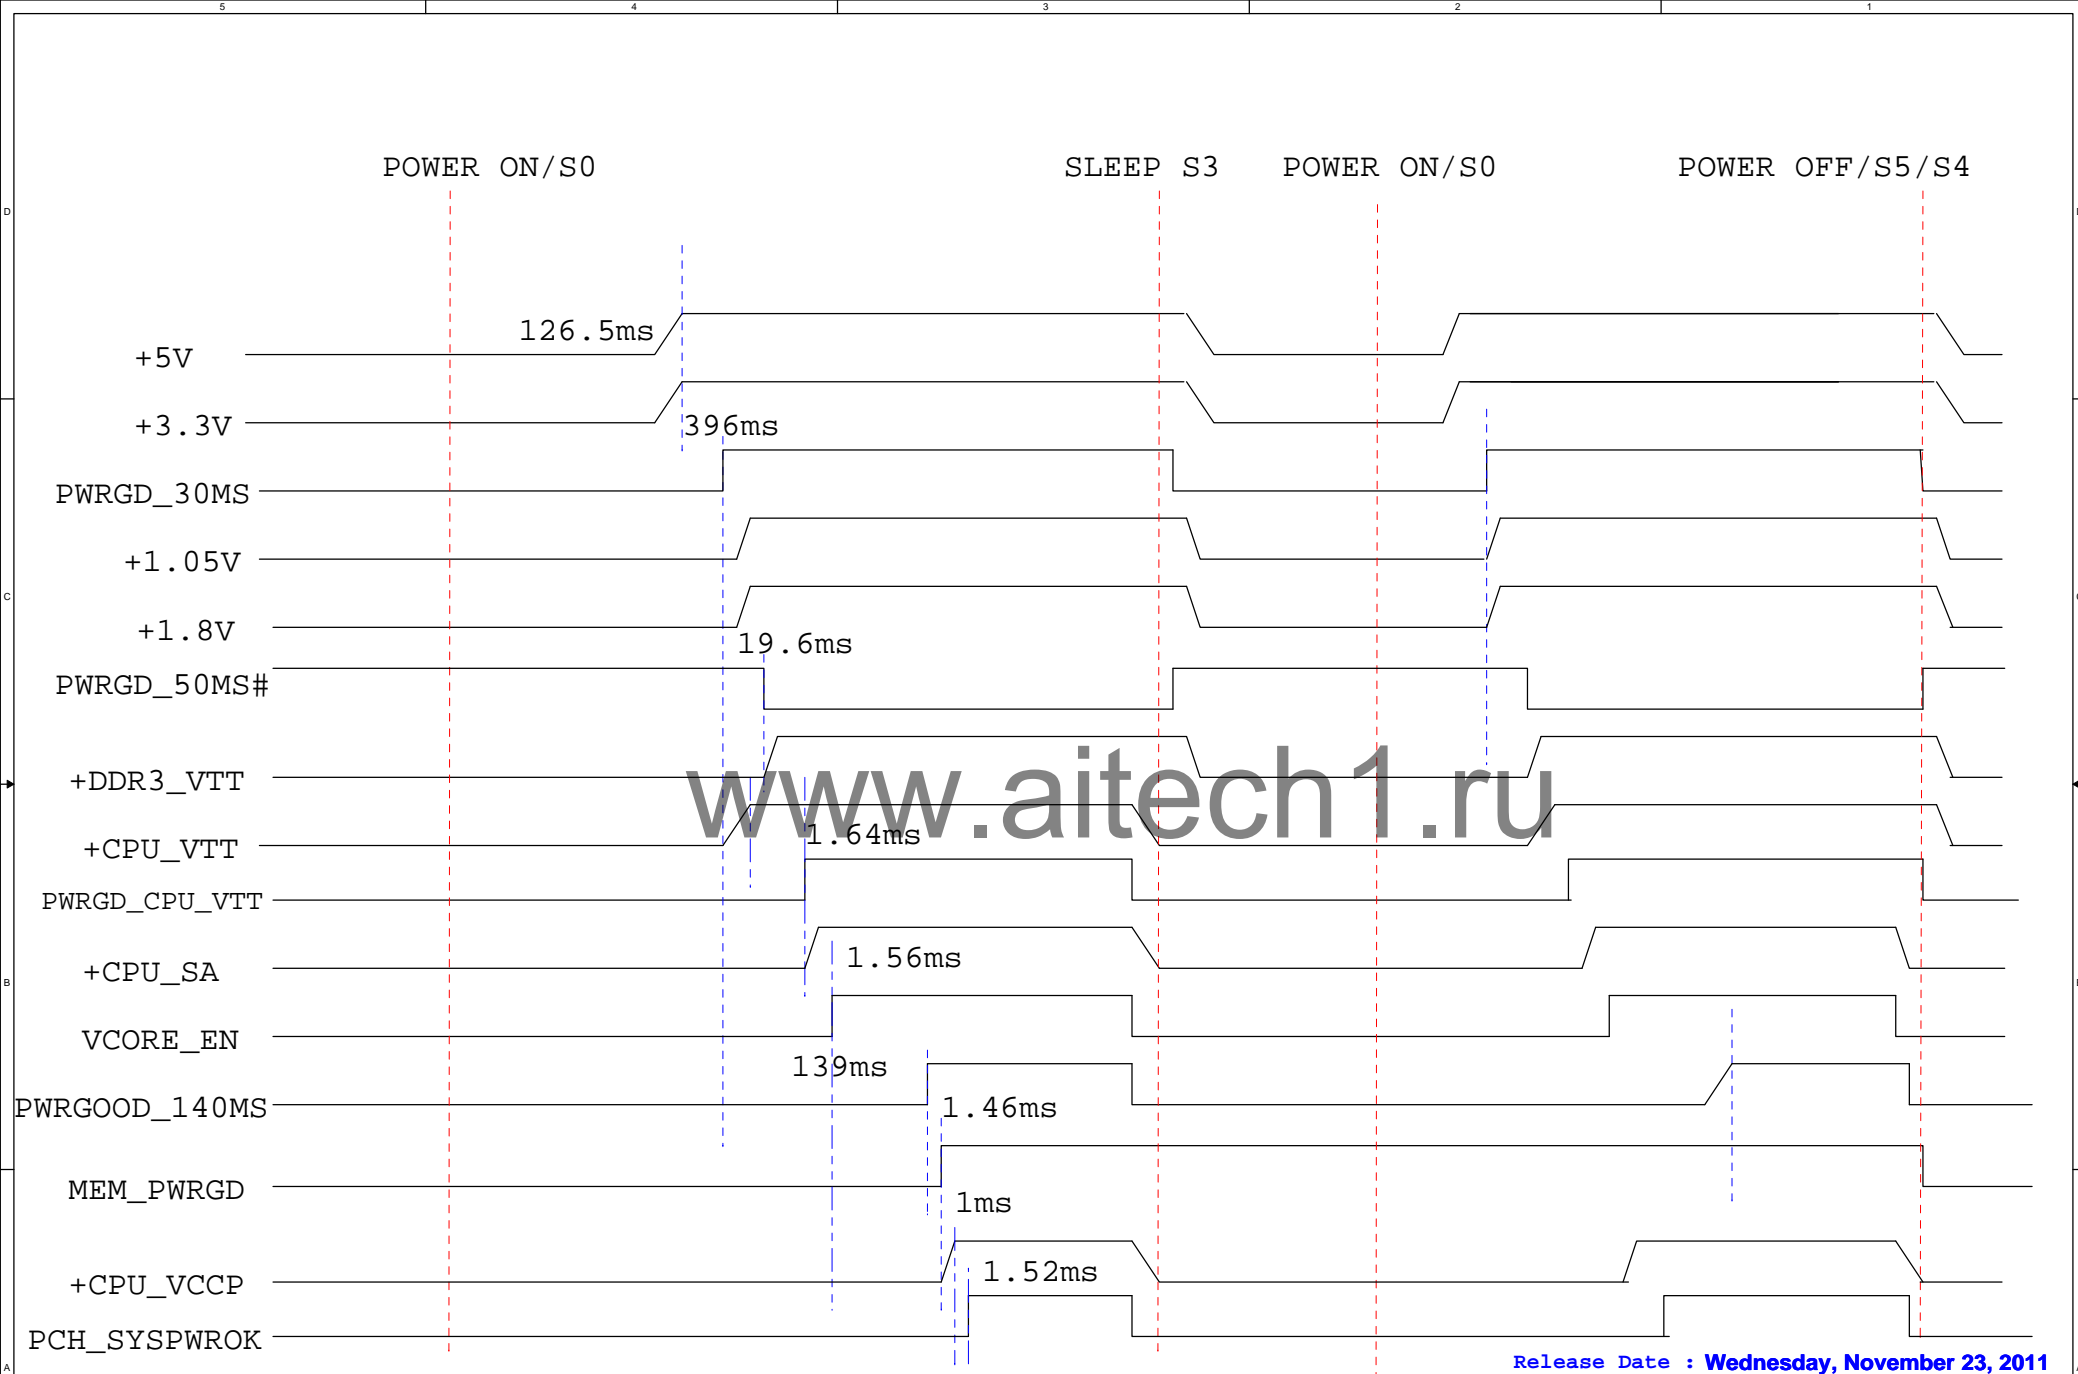 5 4 3 2 1
POWER ON/S0 SLEEP S3 POWER ON/S0 POWER OFF/S5/S4
D
126.5ms
+5V
+3.3V
396ms
PWRGD_30MS
+1.05V
C
+1.8V
19.6ms
PWRGD_50MS#
+DDR3_VTT
www.aitech1.ru
+CPU_VTT
1.64ms
PWRGD_CPU_VTT
+CPU_SA
1.56ms
B
VCORE_EN
139ms
PWRGOOD_140MS
1.46ms
MEM_PWRGD
1ms
+CPU_VCCP
1.52ms
PCH_SYSPWROK
A
Release Date : Wednesday, November 23, 2011